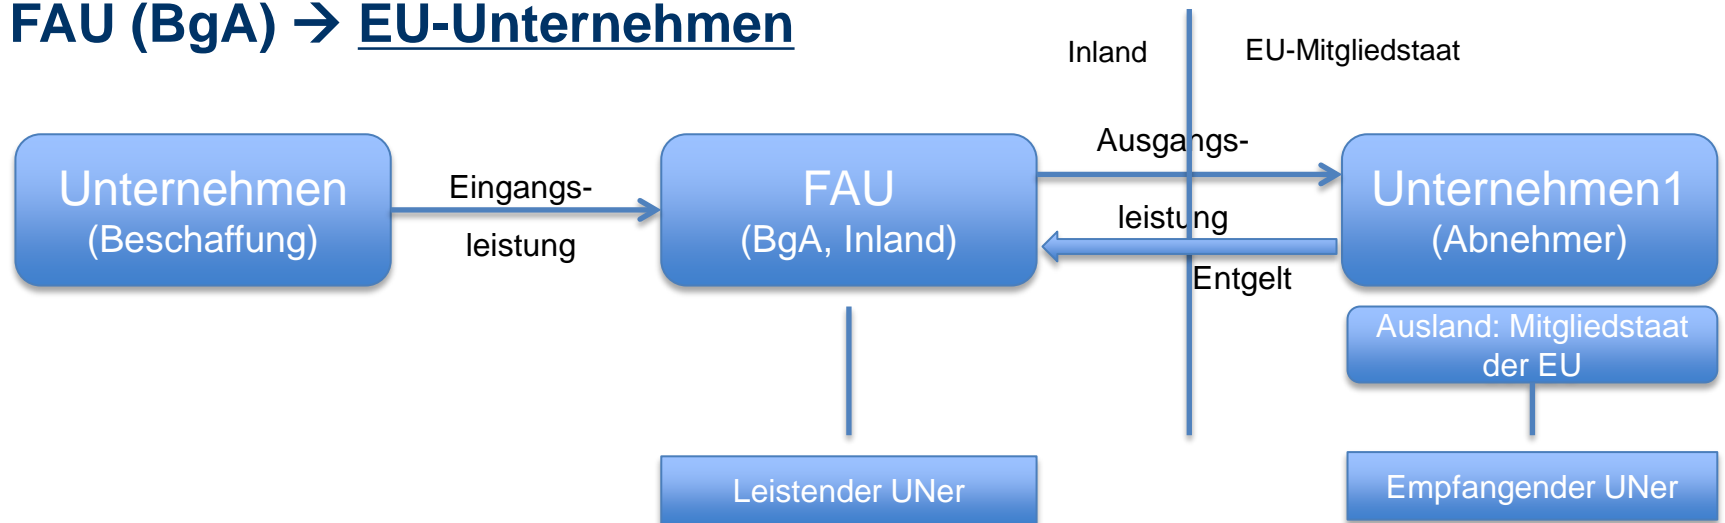 FAU (BgA) → EU-Unternehmen
Inland
EU-Mitgliedstaat
Unternehmen
(Beschaffung)
Eingangs-
leistung
FAU
(BgA, Inland)
Ausgangs-
leistung
Entgelt
Unternehmen1
(Abnehmer)
Ausland: Mitgliedstaat
der EU
Leistender UNer
Empfangender UNer